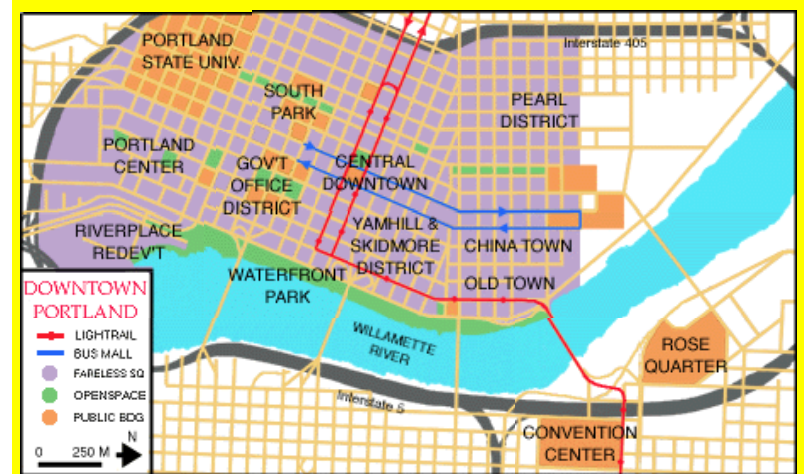 PORTLAND
STATE UNIV.
Interstate 405
SOUTH
PARK
PEARL
DISTRICT
PORTLAND
CENTER
GOV'T
OFFICE
DISTRICT
CENTRAL
DOWNTOWN
RIVERPLACE
REDEV'T
YAMHILL &
SKIDMORE
DISTRICT
CHINA TOWN
WATERFRONT
PARK
OLD TOWN
WILLAMETTE
RIVER
ROSE
QUARTER
Interstate 5
CONVENTION
CENTER
DOWNTOWN
PORTLAND
LIGHTRAIL
BUS MALL
FARELESS SQ
OPENSPACE
PUBLIC BDG
N
0 250 M